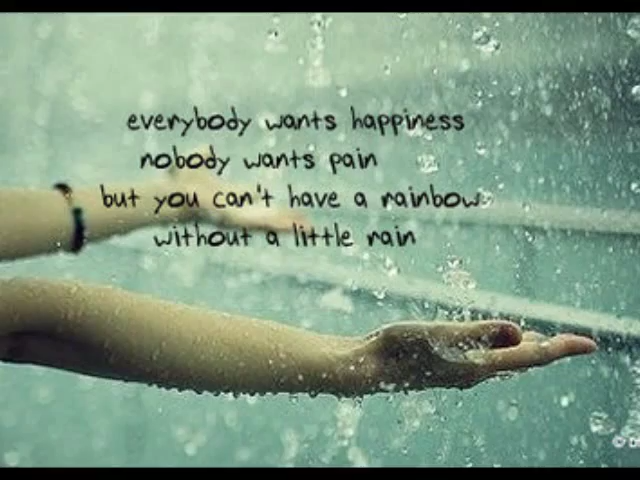 everybody wants happiness
nobody wants pain
but you can't have a rainbow
without a little rain
©